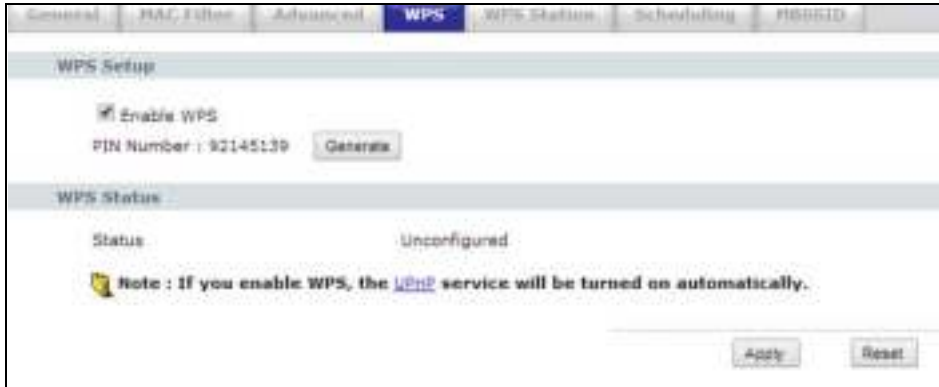 General MAC Filter Advanced WPS WPS Station Scheduling MBSSID
WPS Setup
Enable WPS
PIN Number : 92145139 Generate
WPS Status
Status Unconfigured
Note : If you enable WPS, the UPnP service will be turned on automatically.
Apply Reset